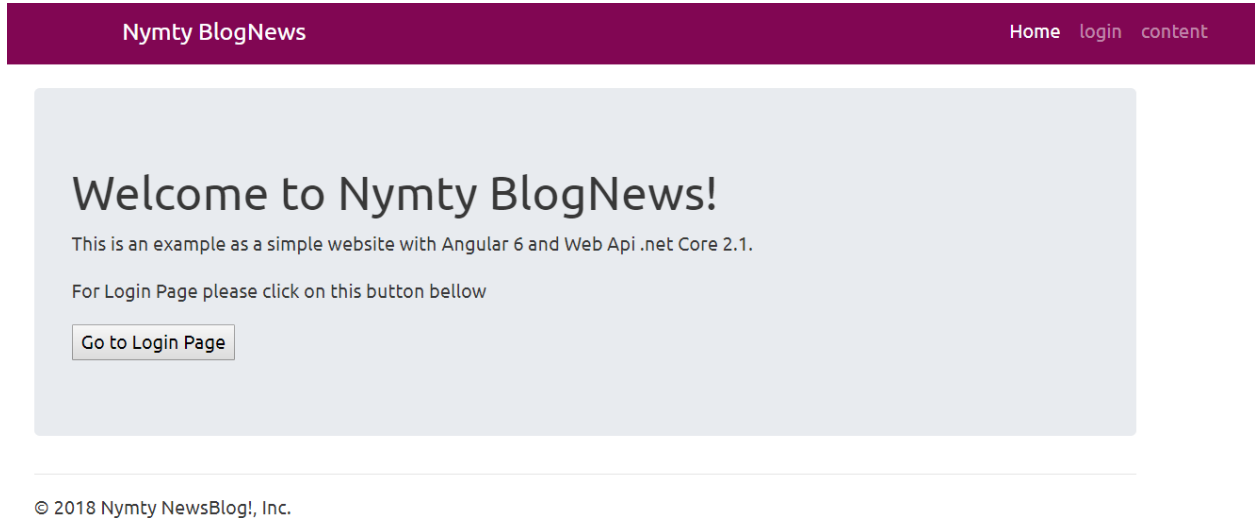 Nymty BlogNews
Home login content
Welcome to Nymty BlogNews!
This is an example as a simple website with Angular 6 and Web Api .net Core 2.1.
For Login Page please click on this button bellow
Go to Login Page
© 2018 Nymty NewsBlog!, Inc.